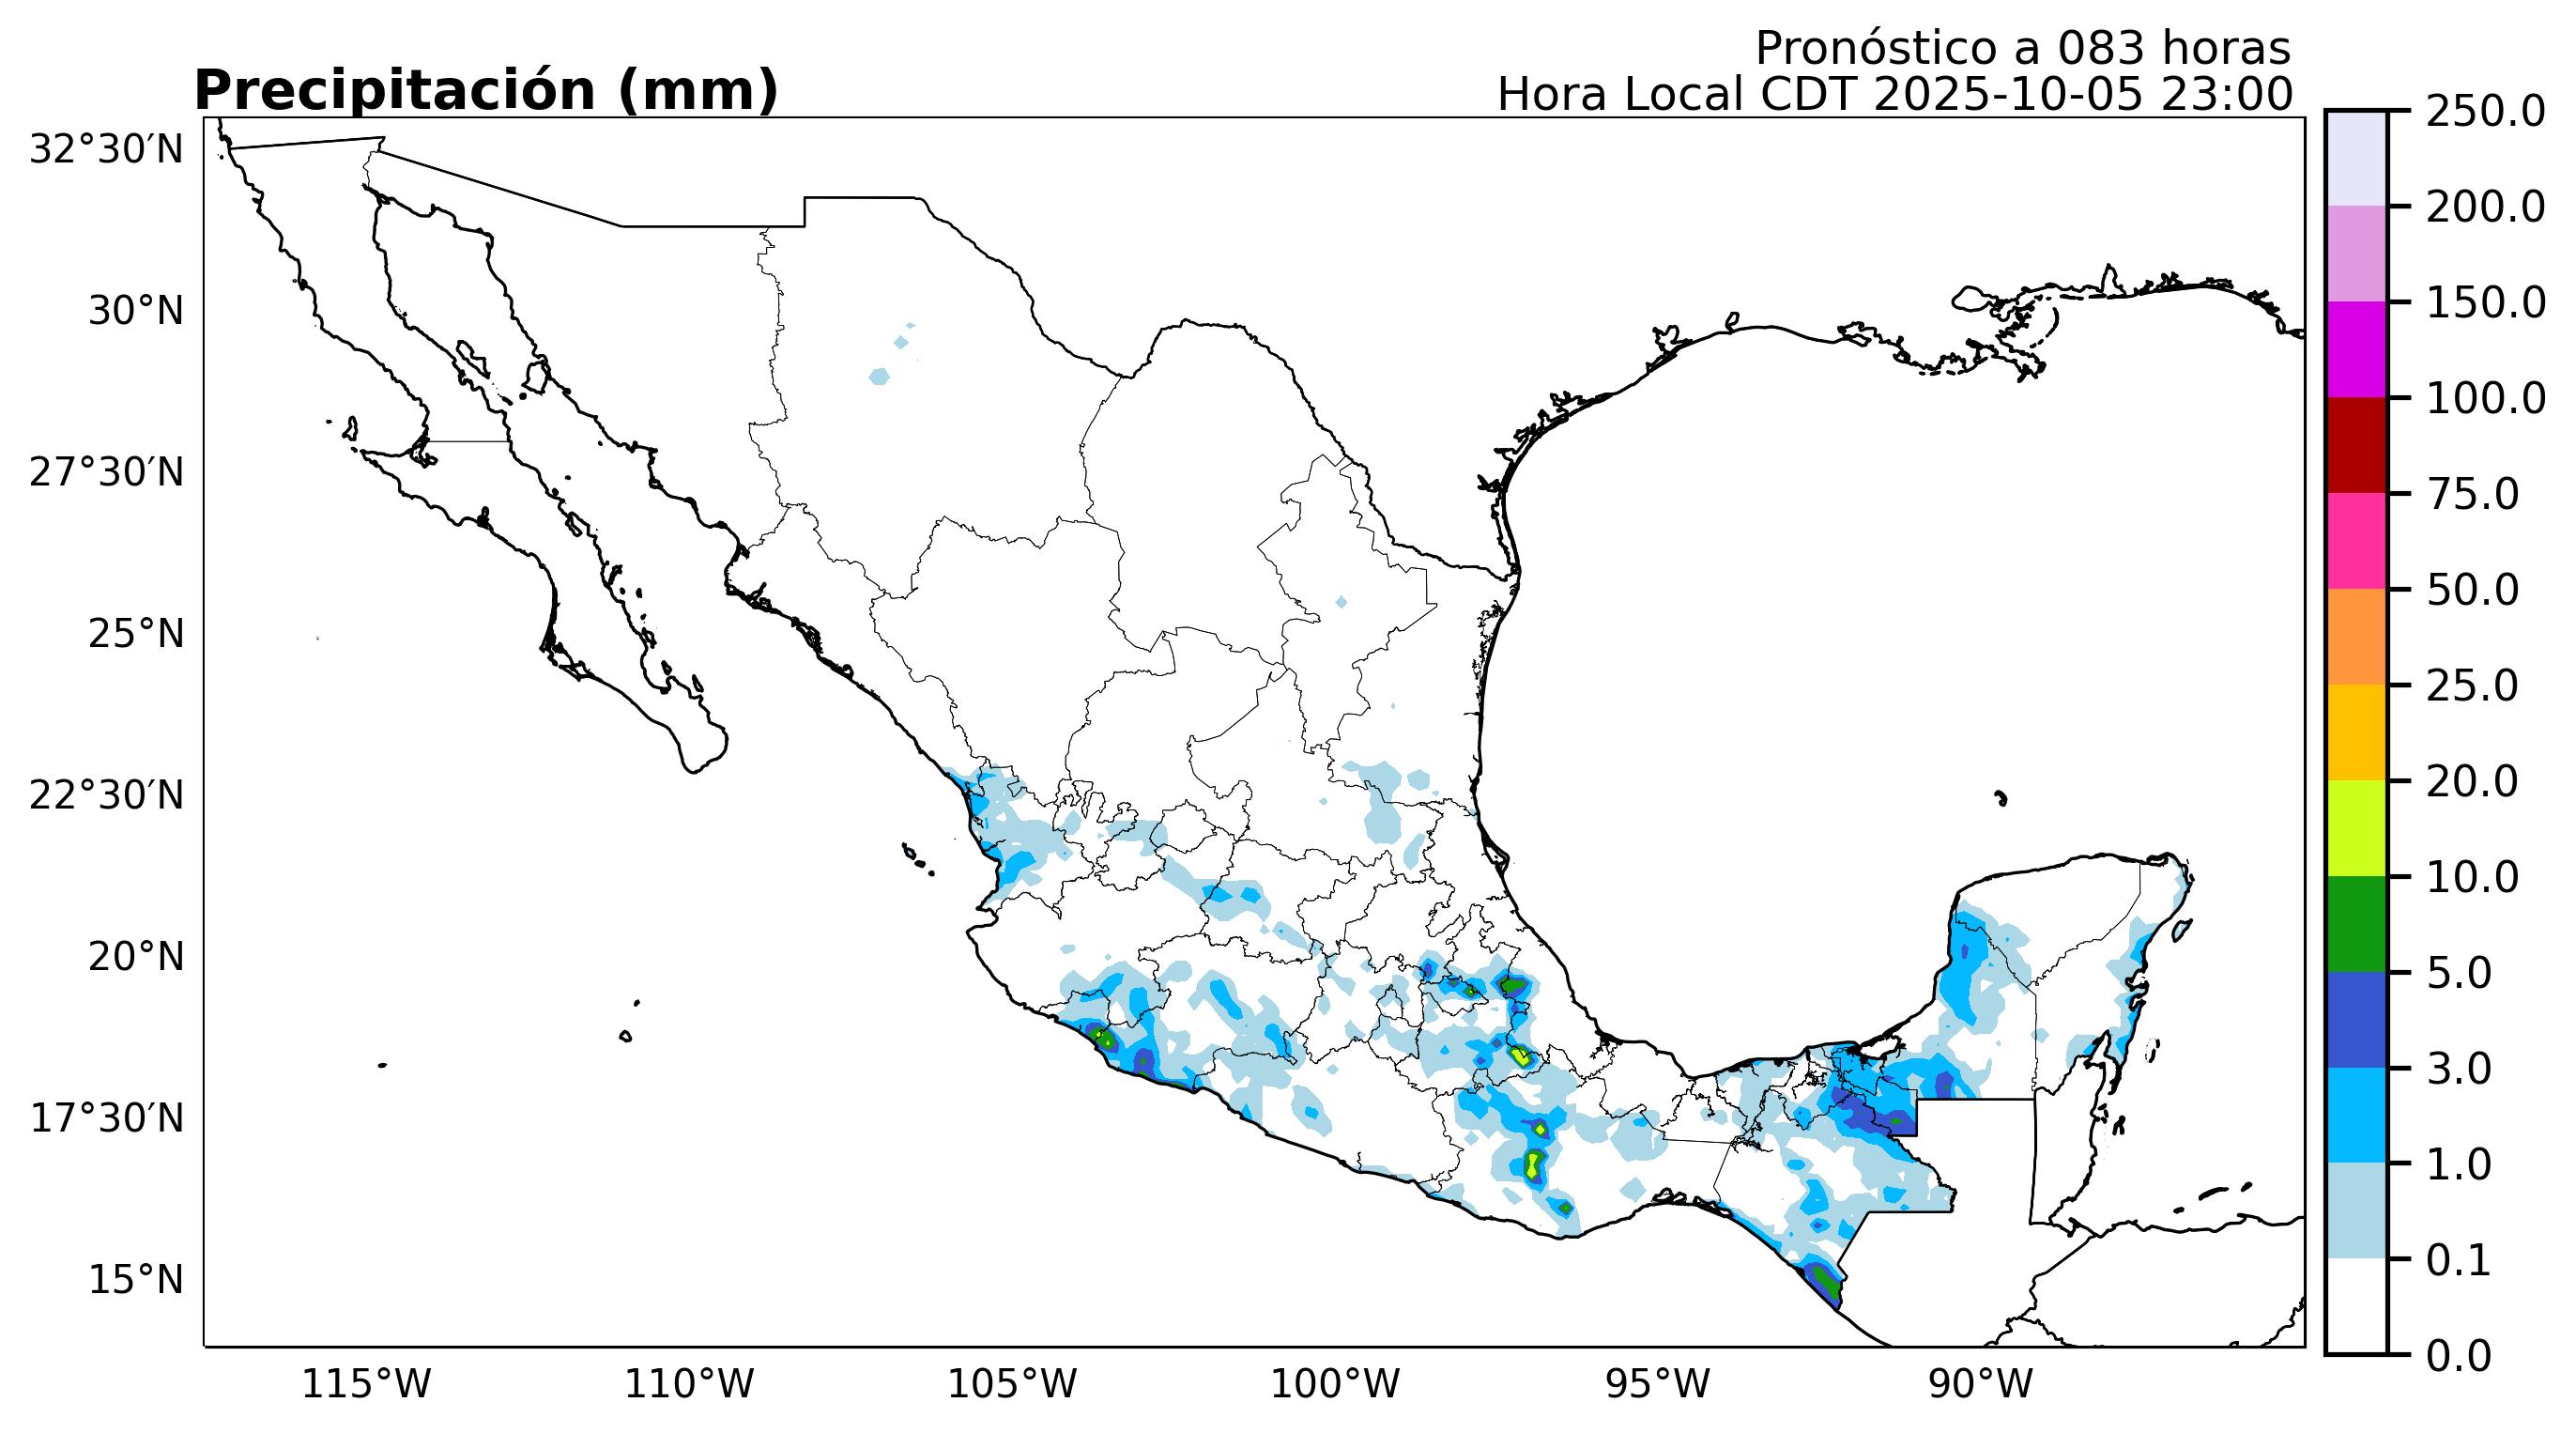 Pronóstico a 083 horas
Precipitación (mm)
Hora Local CDT 2025-10-05 23:00
32°30′N
30°N
27°30′N
25°N
22°30′N
20°N
17°30′N
15°N
115°W
110°W
105°W
100°W
95°W
90°W
250.0
200.0
150.0
100.0
75.0
50.0
25.0
20.0
10.0
5.0
3.0
1.0
0.1
0.0